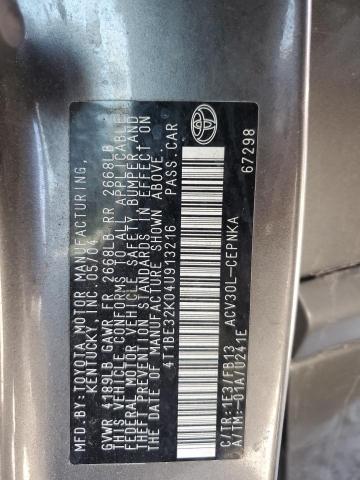 MFD. BY: TOYOTA MOTOR MANUFACTURING,
KENTUCKY, INC. 05/04
GVWR 4189LB GAWR FR 2668LB RR 2668LB
THIS VEHICLE CONFORMS TO ALL APPLICABLE
FEDERAL MOTOR VEHICLE SAFETY, BUMPER AND
THEFT PREVENTION STANDARDS IN EFFECT ON
THE DATE OF MANUFACTURE SHOWN ABOVE.
4T1BE32K04U913216 PASS. CAR
C/TR: 1E3/FB13 ACV30L-CEPNKA
A/TM: -01A/U241E 67298